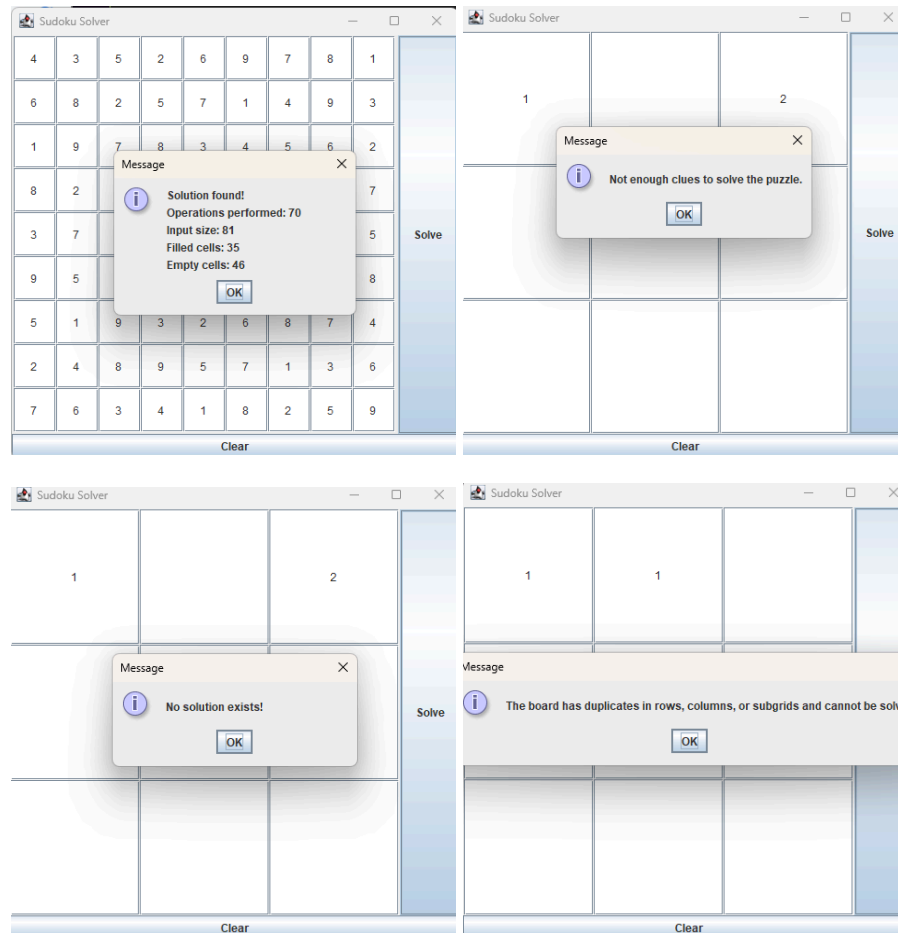 Sudoku Solver
4 3 5 2 6 9 7 8 1
6 8 2 5 7 1 4 9 3
1 9 7 8 3 4 5 6 2
8 2 7
3 7 5
9 5 8
5 1 9 3 2 6 8 7 4
2 4 8 9 5 7 1 3 6
7 6 3 4 1 8 2 5 9
Solve
Clear
Message
Solution found!
Operations performed: 70
Input size: 81
Filled cells: 35
Empty cells: 46
OK
Sudoku Solver
1 2
Solve
Clear
Message
Not enough clues to solve the puzzle.
OK
Sudoku Solver
1 2
Solve
Clear
Message
No solution exists!
OK
Sudoku Solver
1 1
Clear
Message
The board has duplicates in rows, columns, or subgrids and cannot be solv
OK